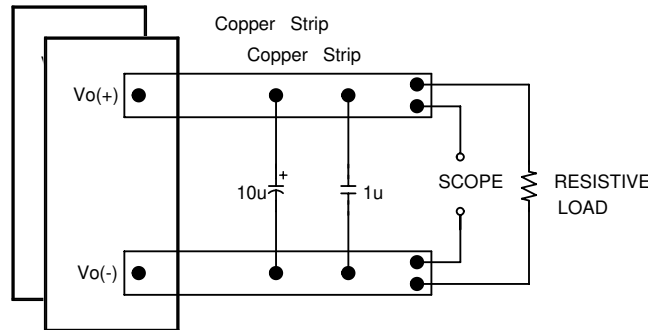 Copper Strip
Copper Strip
Vo(+)
+
10u
1u
SCOPE
RESISTIVE
LOAD
Vo(-)